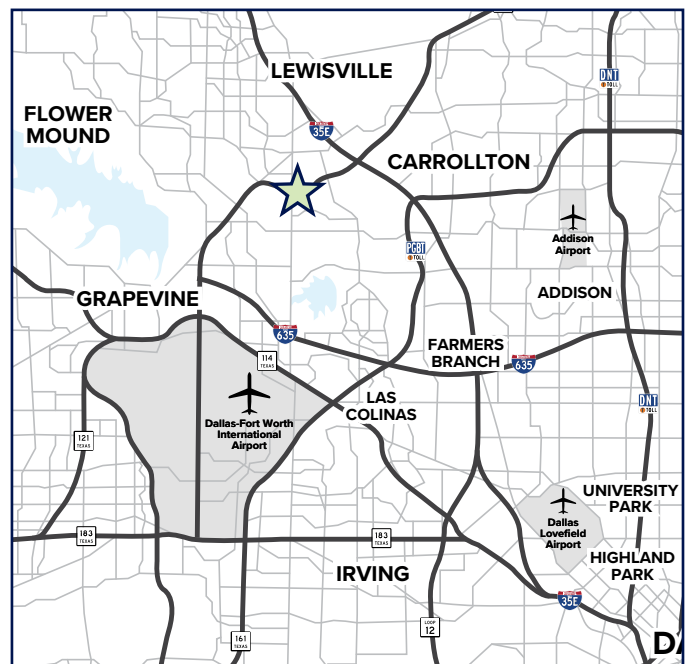 LEWISVILLE
DNT
TOLL
FLOWER
MOUND
35E
CARROLLTON
PGBT
TOLL
Addison
Airport
ADDISON
GRAPEVINE
635
FARMERS
BRANCH
635
114
TEXAS
LAS
COLINAS
DNT
TOLL
Dallas-Fort Worth
International
Airport
121
TEXAS
UNIVERSITY
PARK
Dallas
Lovefield
Airport
183
TEXAS
183
TEXAS
HIGHLAND
PARK
IRVING
35E
LOOP
12
161
TEXAS